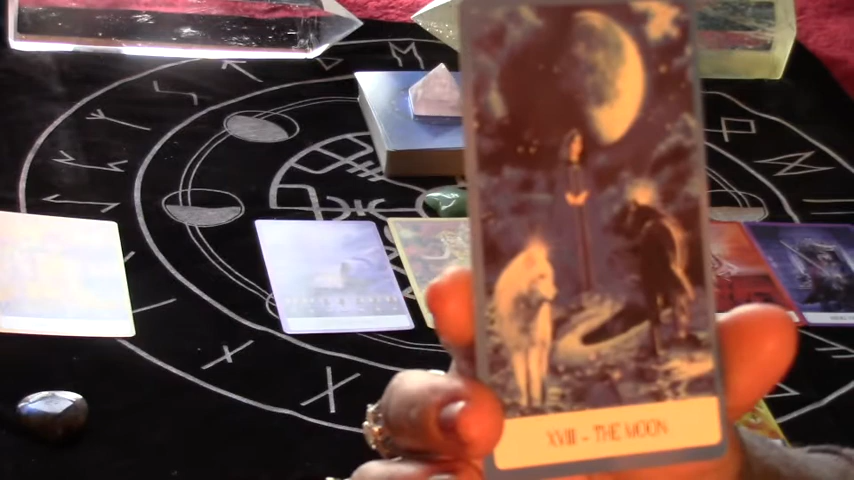 XVIII – THE MOON